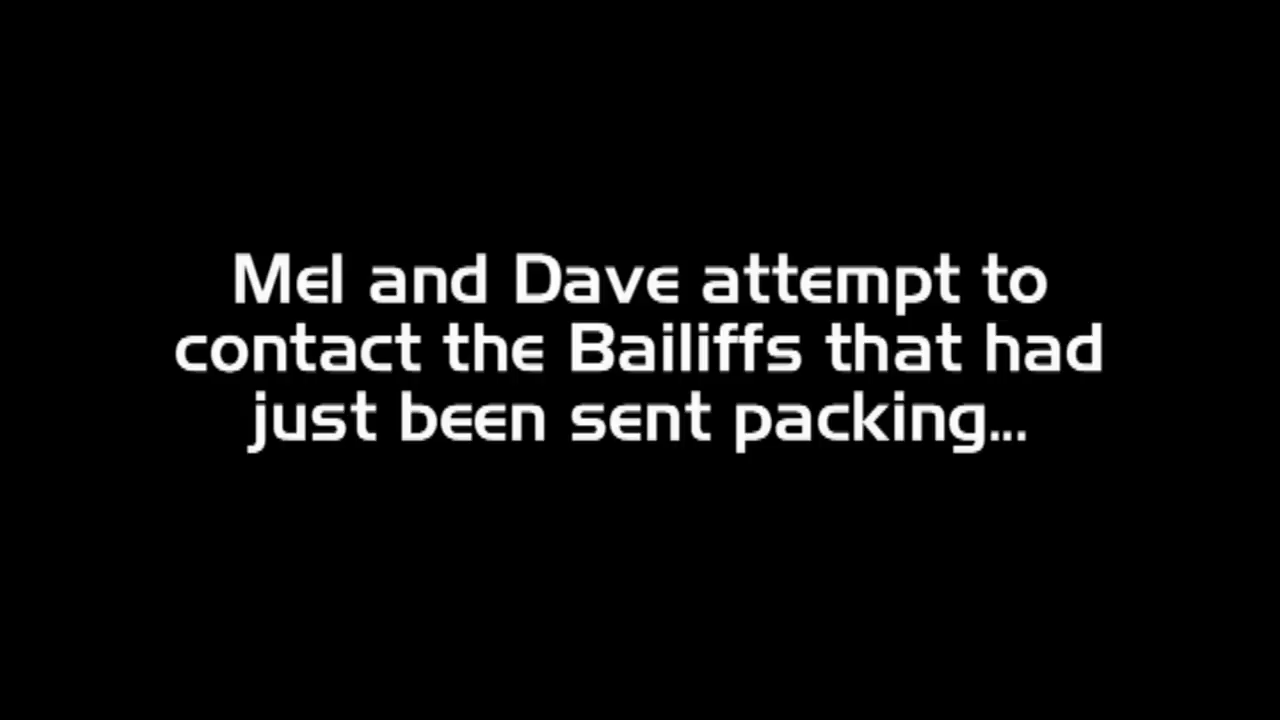 Mel and Dave attempt to
contact the Bailiffs that had
just been sent packing...